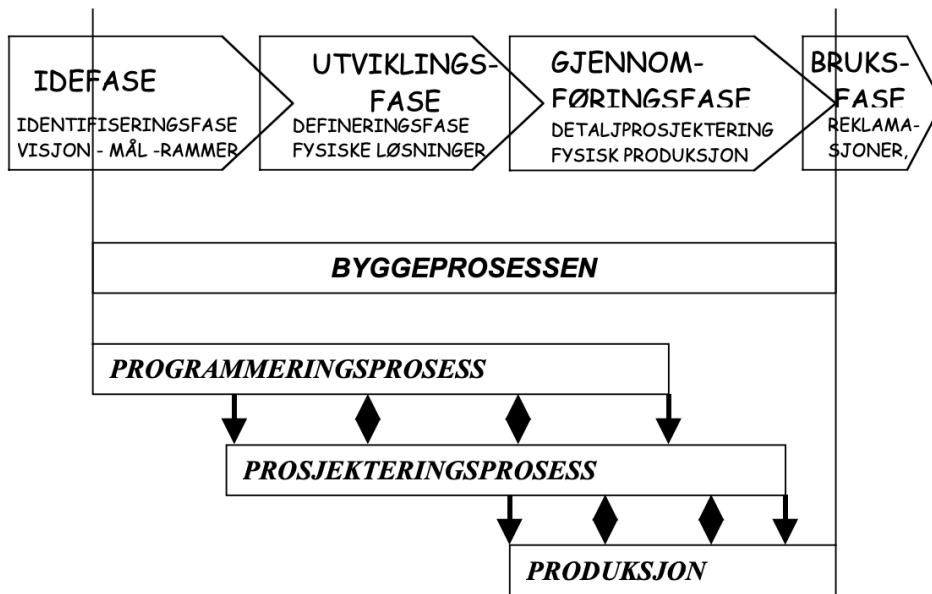 IDEFASE
IDENTIFISERINGSFASE
VISJON - MÅL -RAMMER
UTVIKLINGS-
FASE
DEFINERINGSFASE
FYSISKE LØSNINGER
GJENNOM-
FØRINGSFASE
DETALJPROSJEKTERING
FYSISK PRODUKSJON
BRUKS-
FASE
REKLAMA-
SJONER,
BYGGEPROSESSEN
PROGRAMMERINGSPROSESS
PROSJEKTERINGSPROSESS
PRODUKSJON